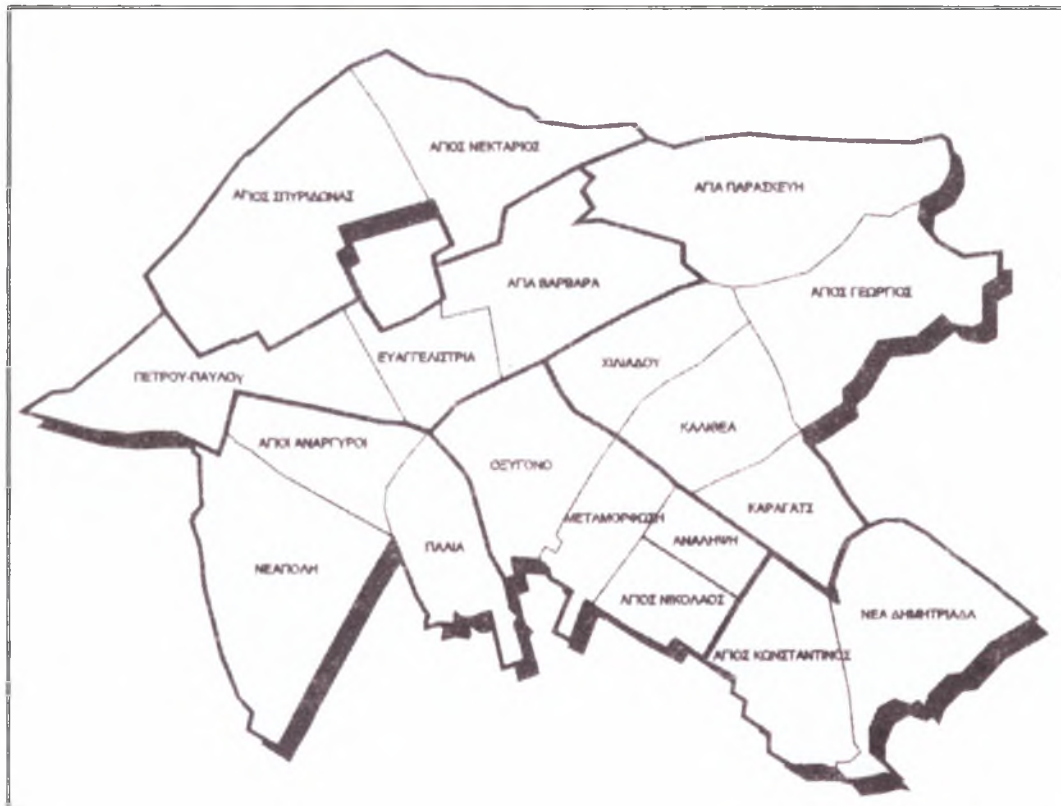 ΑΓΙΟΣ ΝΕΚΤΑΡΙΟΣ
ΑΓΙΟΣ ΣΠΥΡΙΔΩΝΑΣ
ΑΓΙΑ ΠΑΡΑΣΚΕΥΗ
ΑΓΙΑ ΒΑΡΒΑΡΑ
ΑΓΙΟΣ ΓΕΩΡΓΙΟΣ
ΕΥΑΓΓΕΛΙΣΤΡΙΑ
ΧΙΛΙΑΔΟΥ
ΠΕΤΡΟΥ-ΠΑΥΛΟΥ
ΚΑΛΙΘΕΑ
ΑΓΙΟΙ ΑΝΑΡΓΥΡΟΙ
ΟΞΥΓΟΝΟ
ΚΑΡΑΓΑΤΣ
ΜΕΤΑΜΟΡΦΩΣΗ
ΑΝΑΛΗΨΗ
ΠΑΛΙΑ
ΝΕΑΠΟΛΗ
ΑΓΙΟΣ ΝΙΚΟΛΑΟΣ
ΝΕΑ ΔΗΜΗΤΡΙΑΔΑ
ΑΓΙΟΣ ΚΩΝΣΤΑΝΤΙΝΟΣ